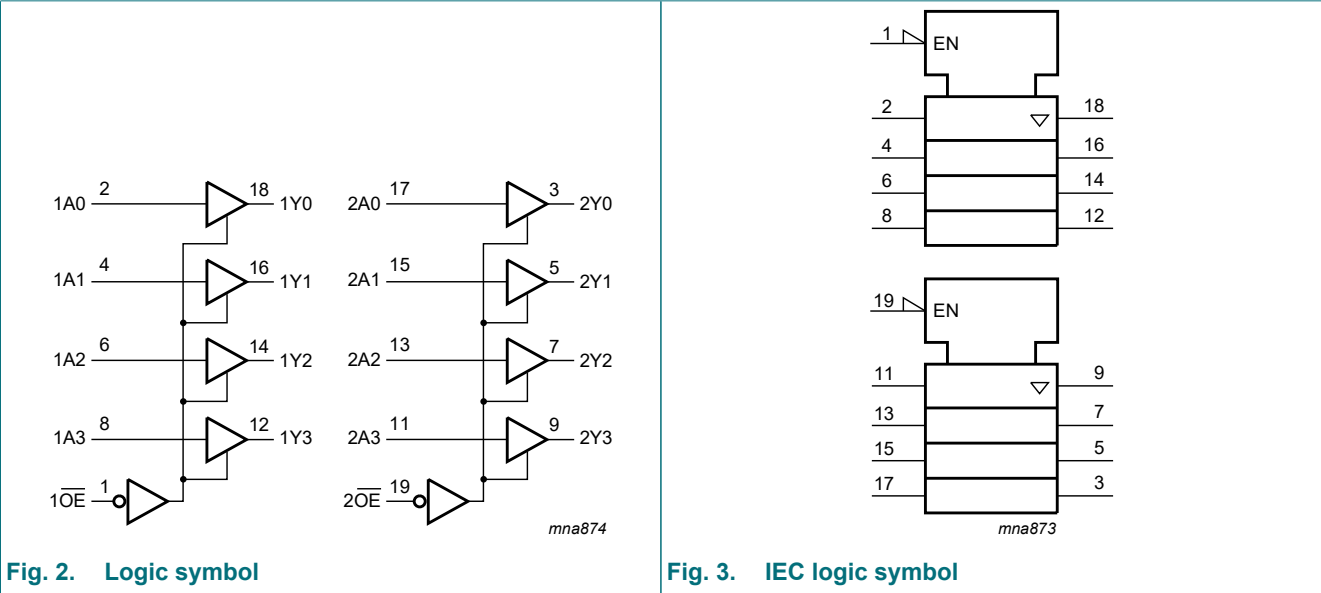 1A0 2 18 1Y0
1A1 4 16 1Y1
1A2 6 14 1Y2
1A3 8 12 1Y3
1O̅E̅ 1
2A0 17 3 2Y0
2A1 15 5 2Y1
2A2 13 7 2Y2
2A3 11 9 2Y3
2O̅E̅ 19
mna874
Fig. 2. Logic symbol
1 EN
2 18
4 16
6 14
8 12
19 EN
11 9
13 7
15 5
17 3
mna873
Fig. 3. IEC logic symbol